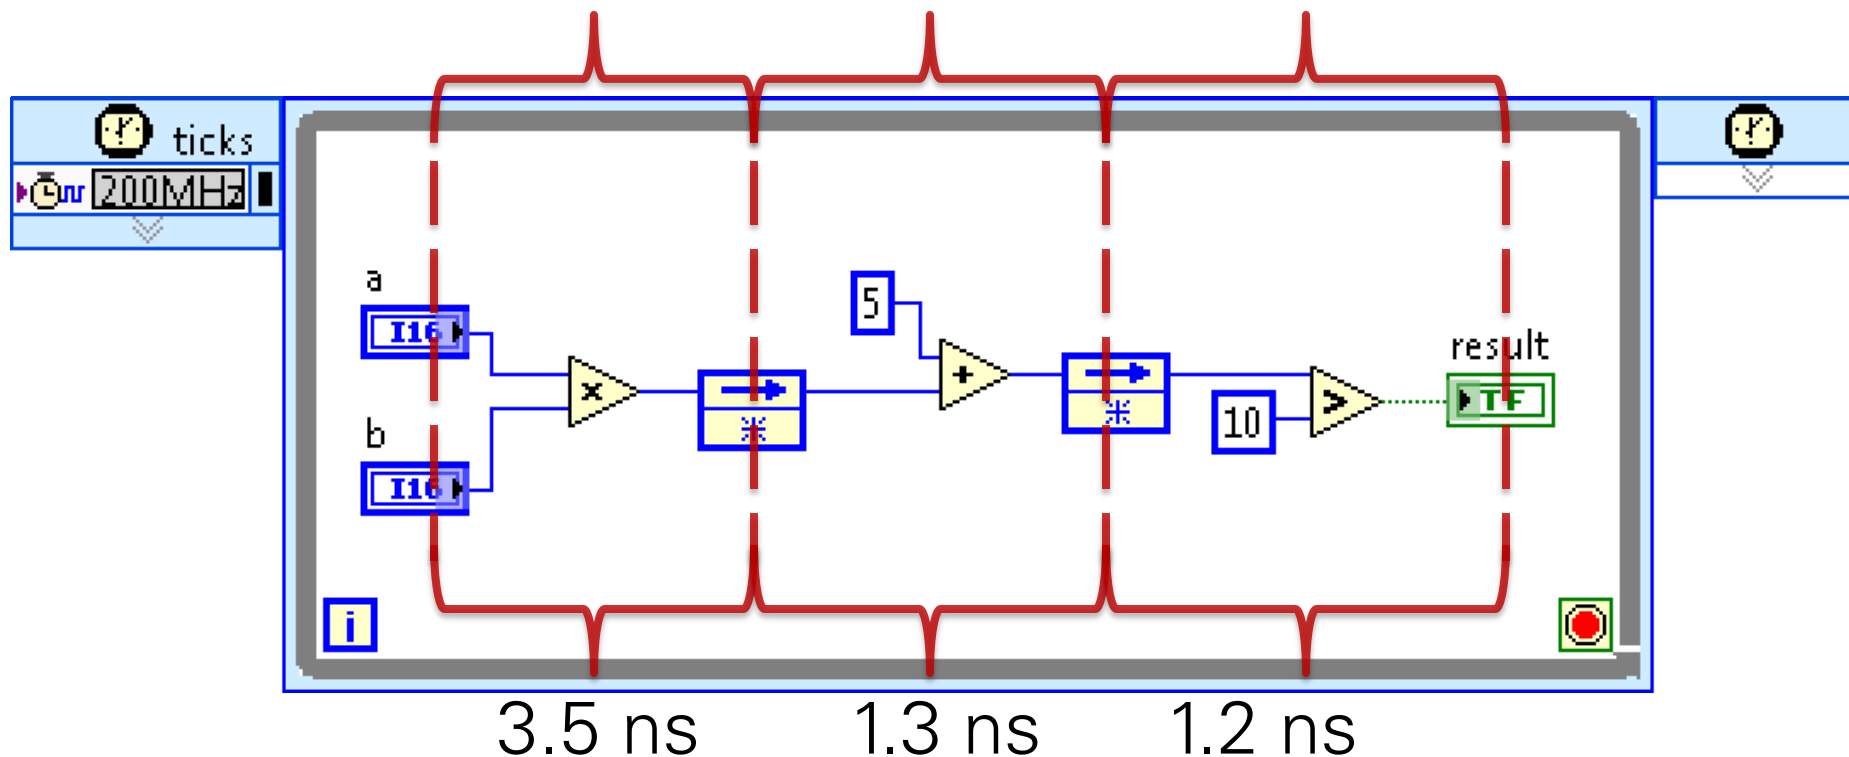 ticks
200MHz
a
I16
b
I16
5
x
+
10
>
result
TF
i
3.5 ns
1.3 ns
1.2 ns